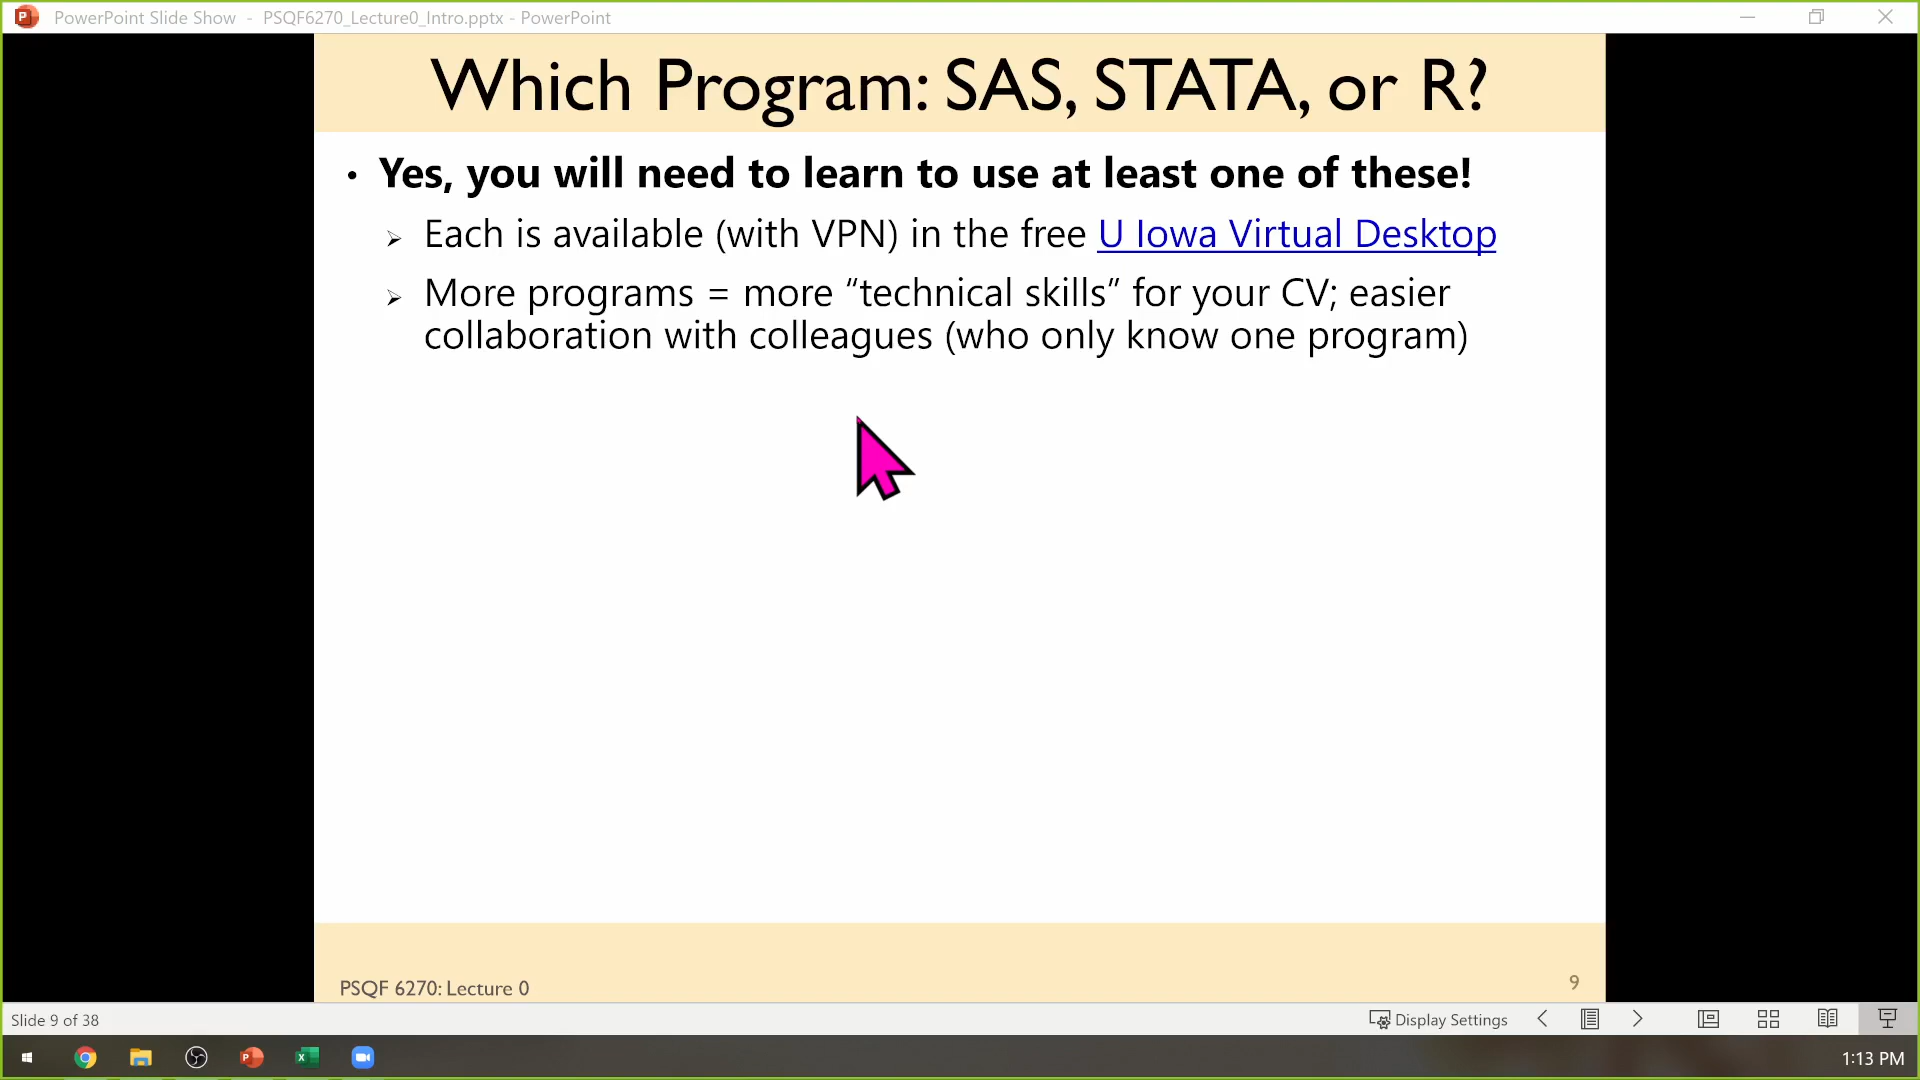 PowerPoint Slide Show - PSQF6270_Lecture0_Intro.pptx - PowerPoint
Which Program: SAS, STATA, or R?
• Yes, you will need to learn to use at least one of these!
➢ Each is available (with VPN) in the free U Iowa Virtual Desktop
➢ More programs = more “technical skills” for your CV; easier
collaboration with colleagues (who only know one program)
PSQF 6270: Lecture 0
9
Slide 9 of 38
Display Settings
1:13 PM